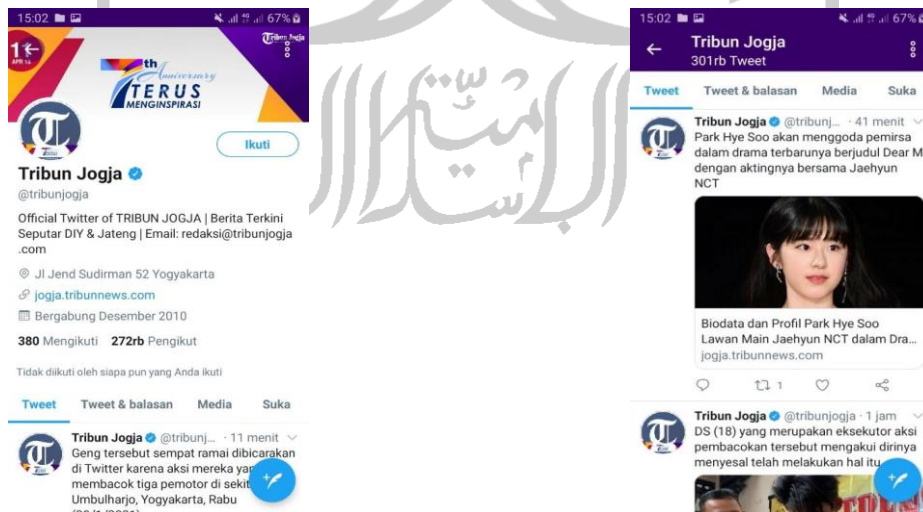 15:02
67%
APR 16
7th
Anniversary
TERUS
MENGINSPIRASI
Tribun Jogja
Ikuti
Tribun Jogja
@tribunjogja
Official Twitter of TRIBUN JOGJA | Berita Terkini
Seputar DIY & Jateng | Email: redaksi@tribunjogja
.com
Jl Jend Sudirman 52 Yogyakarta
jogja.tribunnews.com
Bergabung Desember 2010
380 Mengikuti 272rb Pengikut
Tidak diikuti oleh siapa pun yang Anda ikuti
Tweet Tweet & balasan Media Suka
Tribun Jogja @tribunj... · 11 menit
Geng tersebut sempat ramai dibicarakan
di Twitter karena aksi mereka
membacok tiga pemotor di
Umbulharjo, Yogyakarta, Rabu
15:02
67%
Tribun Jogja
301rb Tweet
Tweet Tweet & balasan Media Suka
Tribun Jogja @tribunj... · 41 menit
Park Hye Soo akan menggoda pemirsa
dalam drama terbarunya berjudul Dear M
dengan aktingnya bersama Jaehyun
NCT
Biodata dan Profil Park Hye Soo
Lawan Main Jaehyun NCT dalam Dra...
jogja.tribunnews.com
1
Tribun Jogja @tribunjogja · 1 jam
DS (18) yang merupakan eksekutor aksi
pembacokan tersebut mengakui dirinya
menyesal telah melakukan hal itu